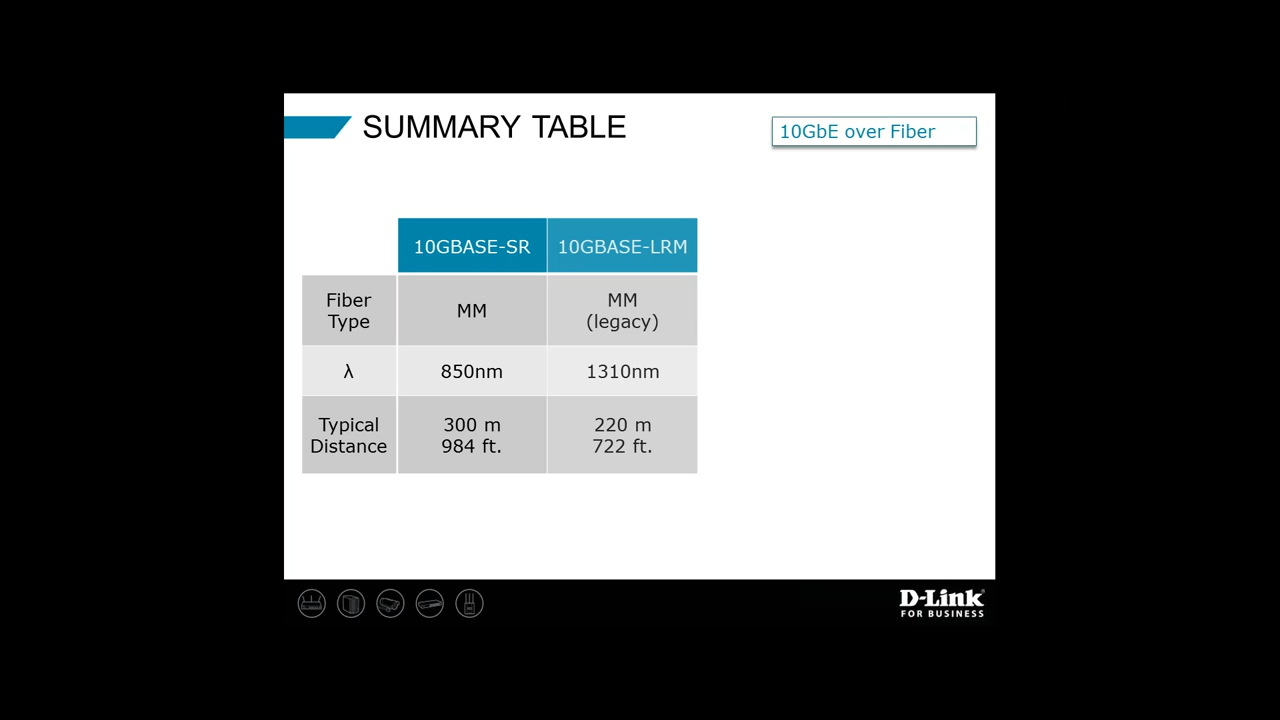 SUMMARY TABLE
10GbE over Fiber
10GBASE-SR 10GBASE-LRM
Fiber
Type
MM
MM
(legacy)
λ 850nm 1310nm
Typical
Distance
300 m
984 ft.
220 m
722 ft.
D-Link
FOR BUSINESS